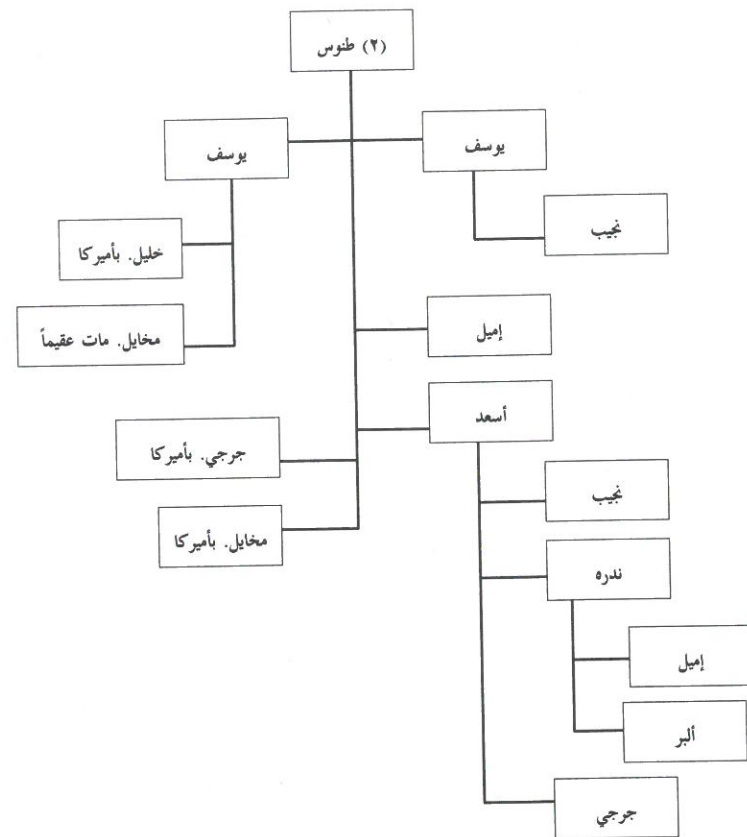 (٢) طنوس
يوسف
يوسف
نجيب
خليل. بأميركا
مخايل. مات عقيماً
إميل
أسعد
جرجي. بأميركا
نجيب
مخايل. بأميركا
ندره
إميل
ألبر
جرجي